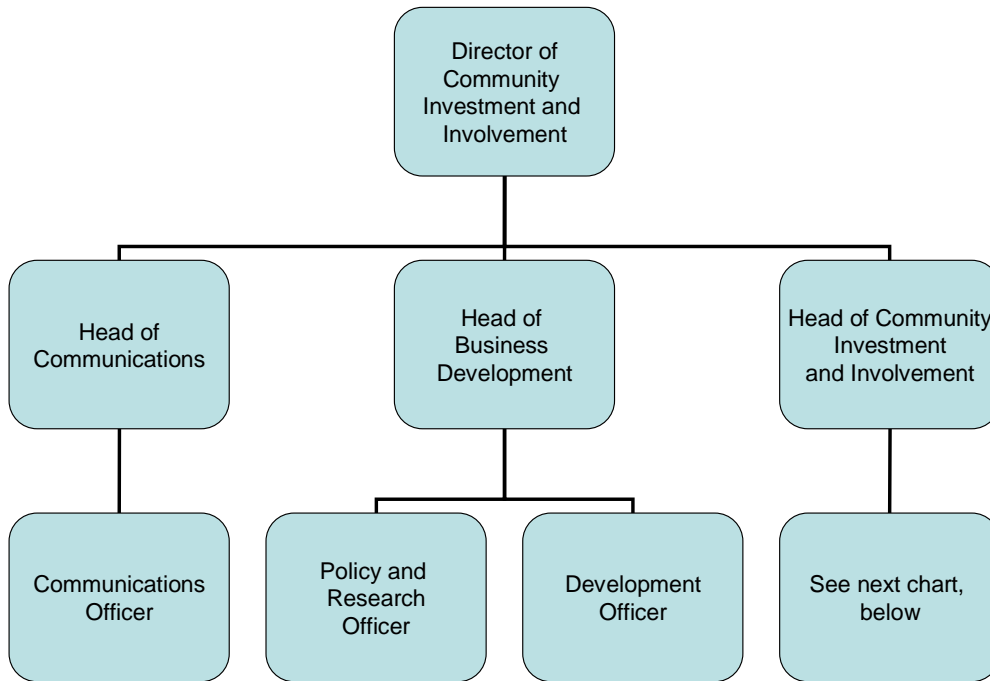 Director of
Community
Investment and
Involvement
Head of
Communications
Head of
Business
Development
Head of Community
Investment
and Involvement
Communications
Officer
Policy and
Research
Officer
Development
Officer
See next chart,
below